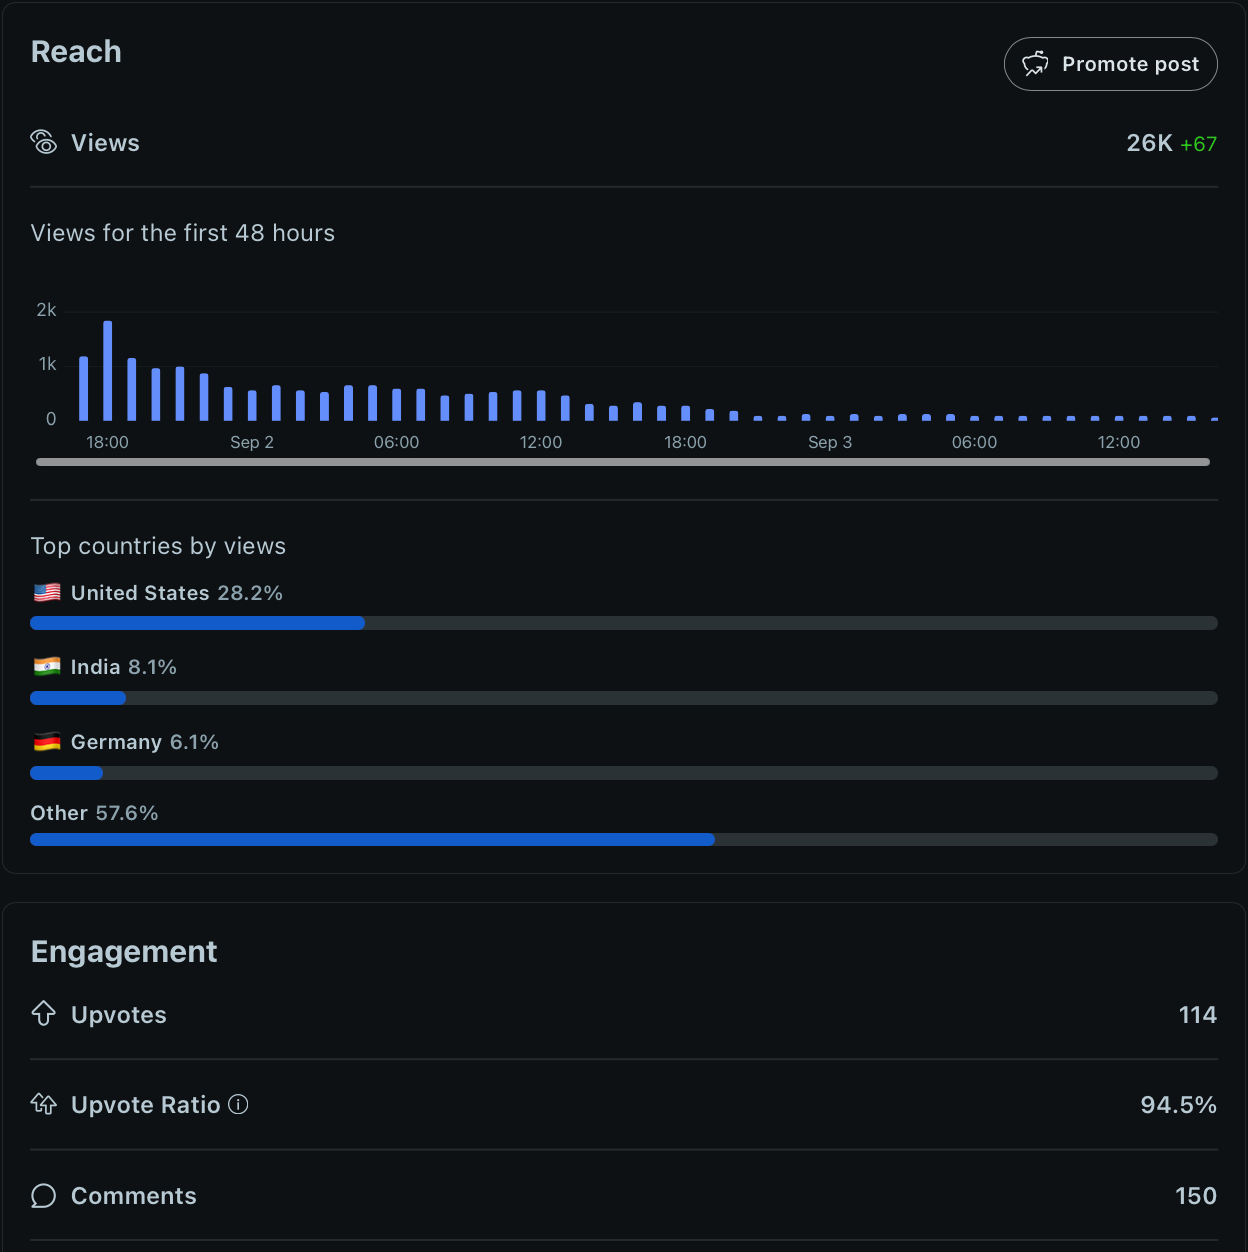 Reach
Promote post
Views
26K +67
Views for the first 48 hours
2k
1k
0
18:00 Sep 2 06:00 12:00 18:00 Sep 3 06:00 12:00
Top countries by views
United States 28.2%
India 8.1%
Germany 6.1%
Other 57.6%
Engagement
Upvotes 114
Upvote Ratio 94.5%
Comments 150